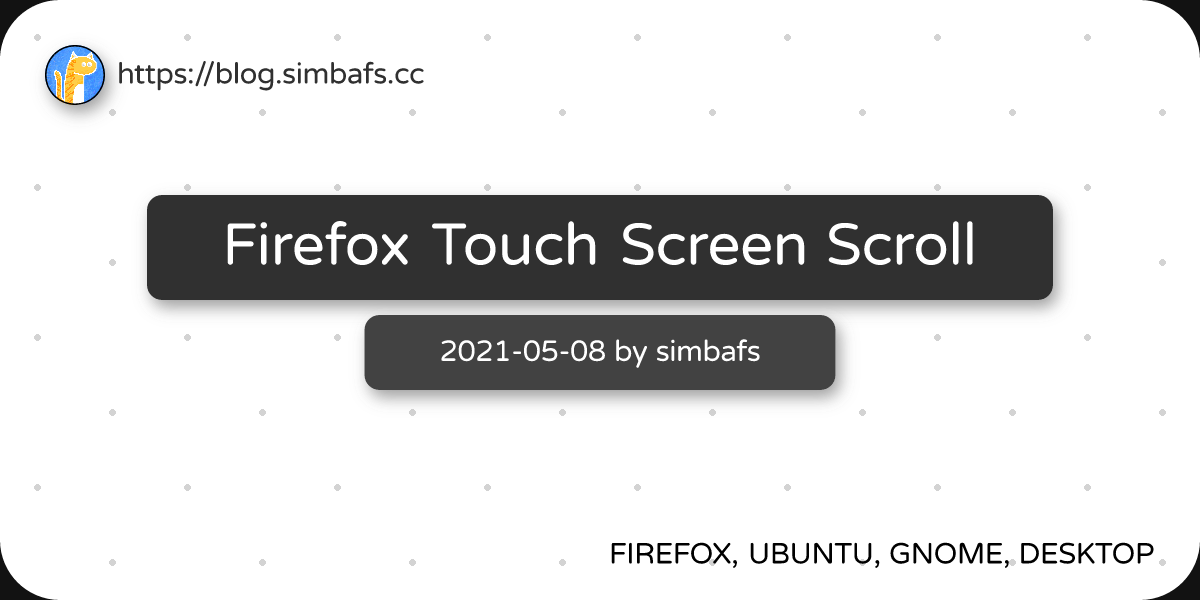 https://blog.simbafs.cc
Firefox Touch Screen Scroll
2021-05-08 by simbafs
FIREFOX, UBUNTU, GNOME, DESKTOP